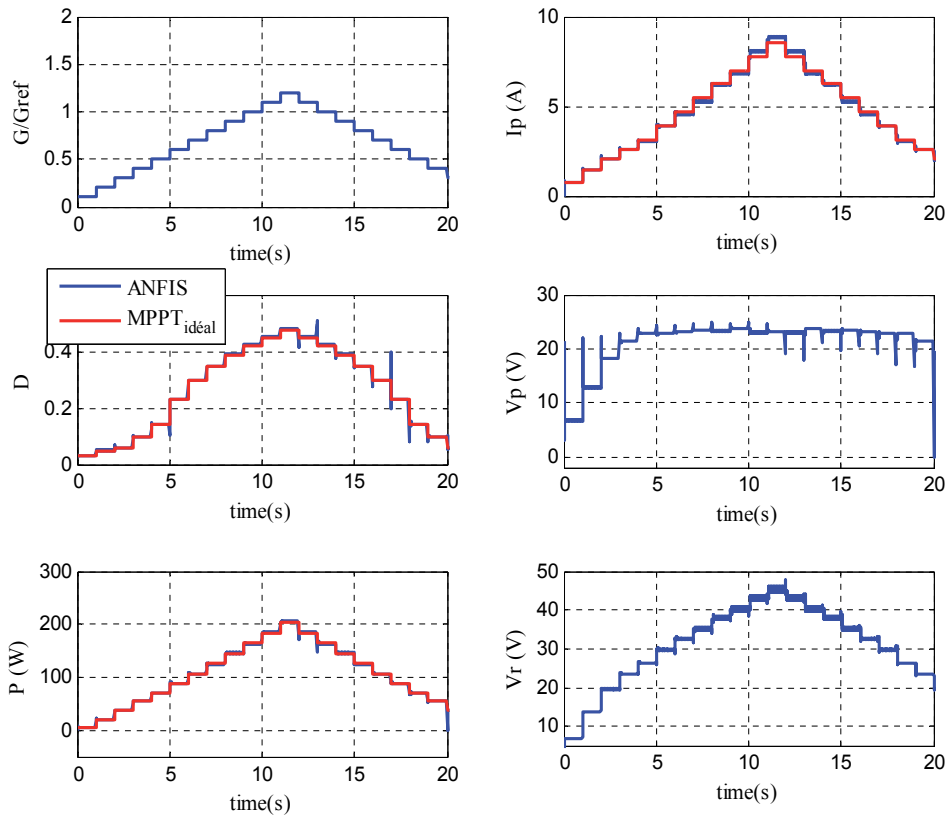 G/Gref
2
1.5
1
0.5
0
0 5 10 15 20
time(s)
Ip (A)
10
5
0
0 5 10 15 20
time(s)
ANFIS
MPPTidéal
D
0.4
0.2
0
0 5 10 15 20
time(s)
Vp (V)
30
20
10
0
0 5 10 15 20
time(s)
P (W)
300
200
100
0
0 5 10 15 20
time(s)
Vr (V)
50
40
30
20
10
0 5 10 15 20
time(s)